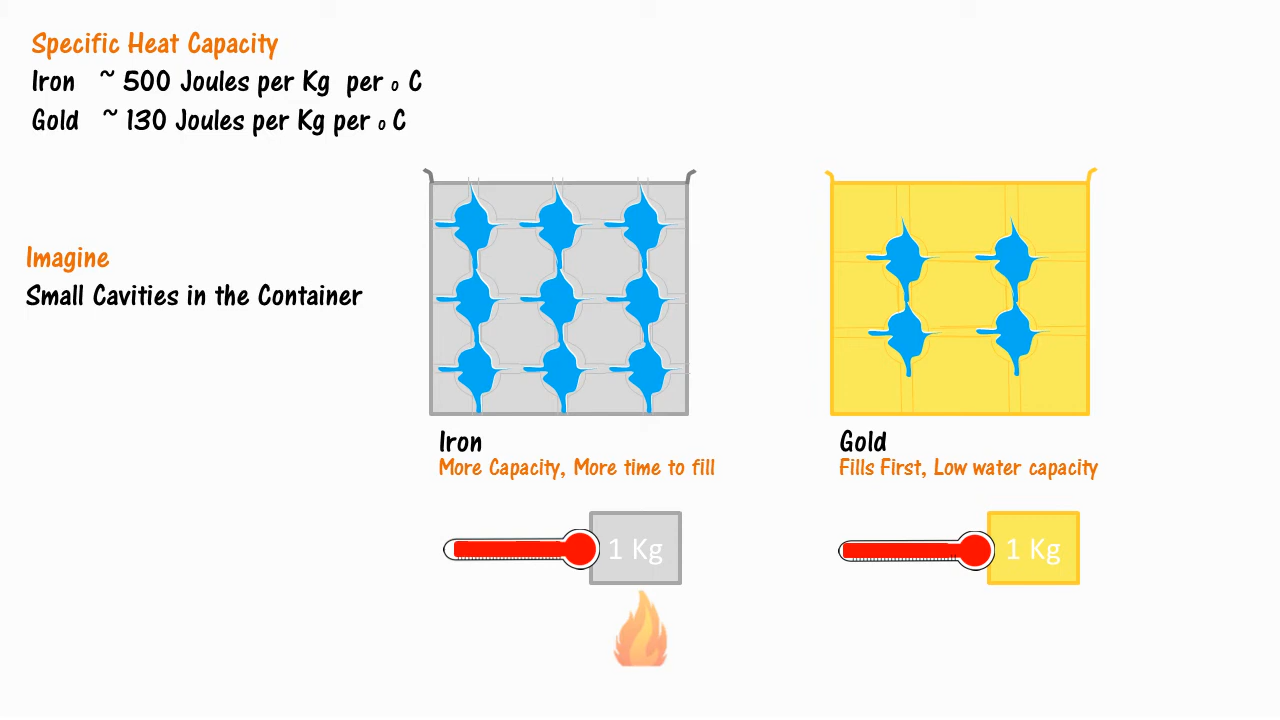 Specific Heat Capacity
Iron ~ 500 Joules per Kg per o C
Gold ~ 130 Joules per Kg per o C
Imagine
Small Cavities in the Container
Iron
More Capacity, More time to fill
Gold
Fills First, Low water capacity
1 Kg
1 Kg